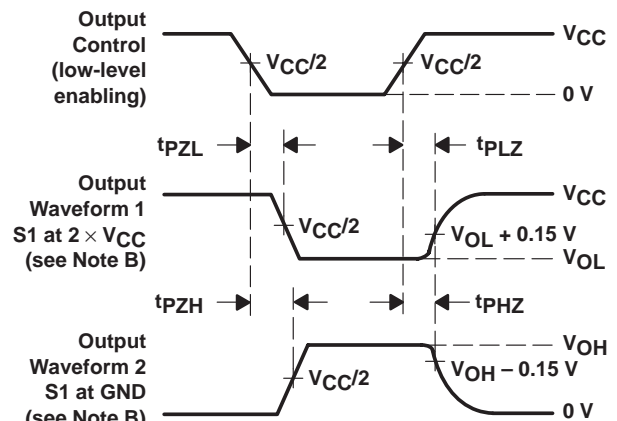 Output
Control
(low-level
enabling)
VCC
VCC/2
VCC/2
0 V
tPZL
tPLZ
Output
Waveform 1
S1 at 2 × VCC
(see Note B)
VCC
VCC/2
VOL + 0.15 V
VOL
tPZH
tPHZ
Output
Waveform 2
S1 at GND
(see Note B)
VOH
VOH – 0.15 V
VCC/2
0 V